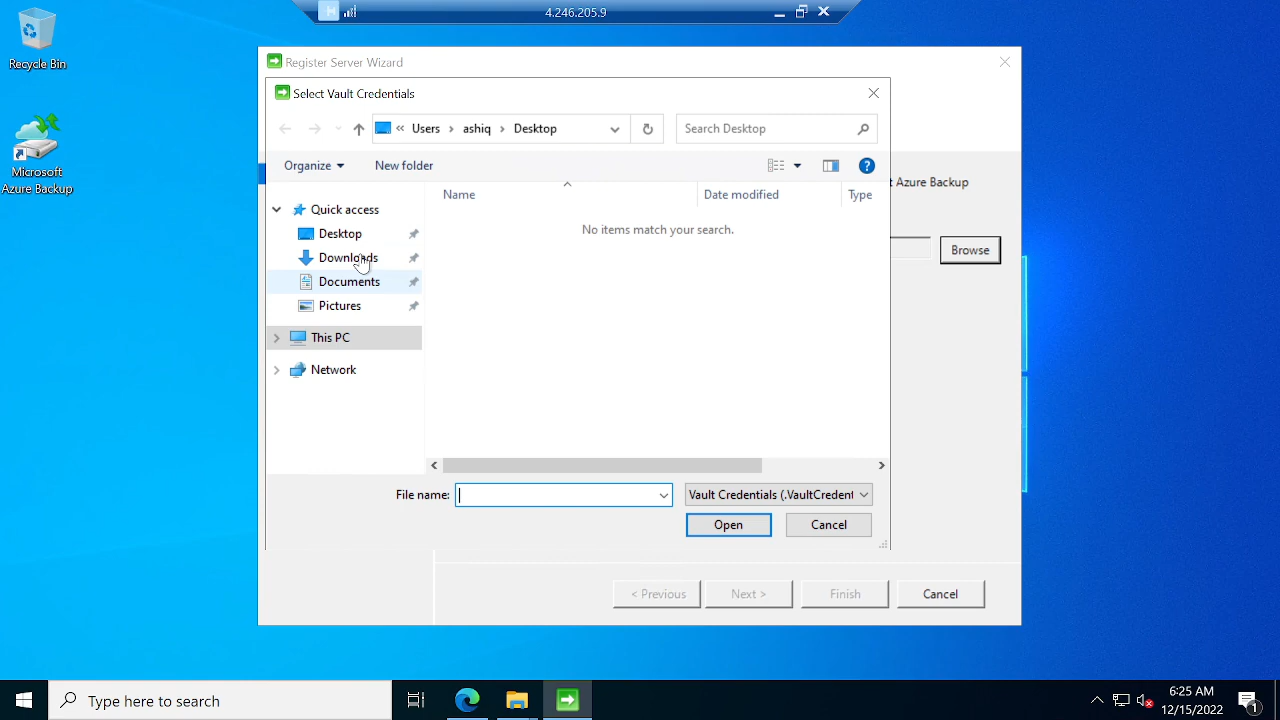 4.246.205.9
Recycle Bin
Microsoft
Azure Backup
Register Server Wizard
Select Vault Credentials
« Users > ashiq > Desktop
Search Desktop
Organize
New folder
?
Name
Date modified
Type
No items match your search.
Quick access
Desktop
Downloads
Documents
Pictures
This PC
Network
t Azure Backup
Browse
File name:
Vault Credentials (.VaultCredent
Open
Cancel
< Previous
Next >
Finish
Cancel
Type here to search
6:25 AM
12/15/2022
1